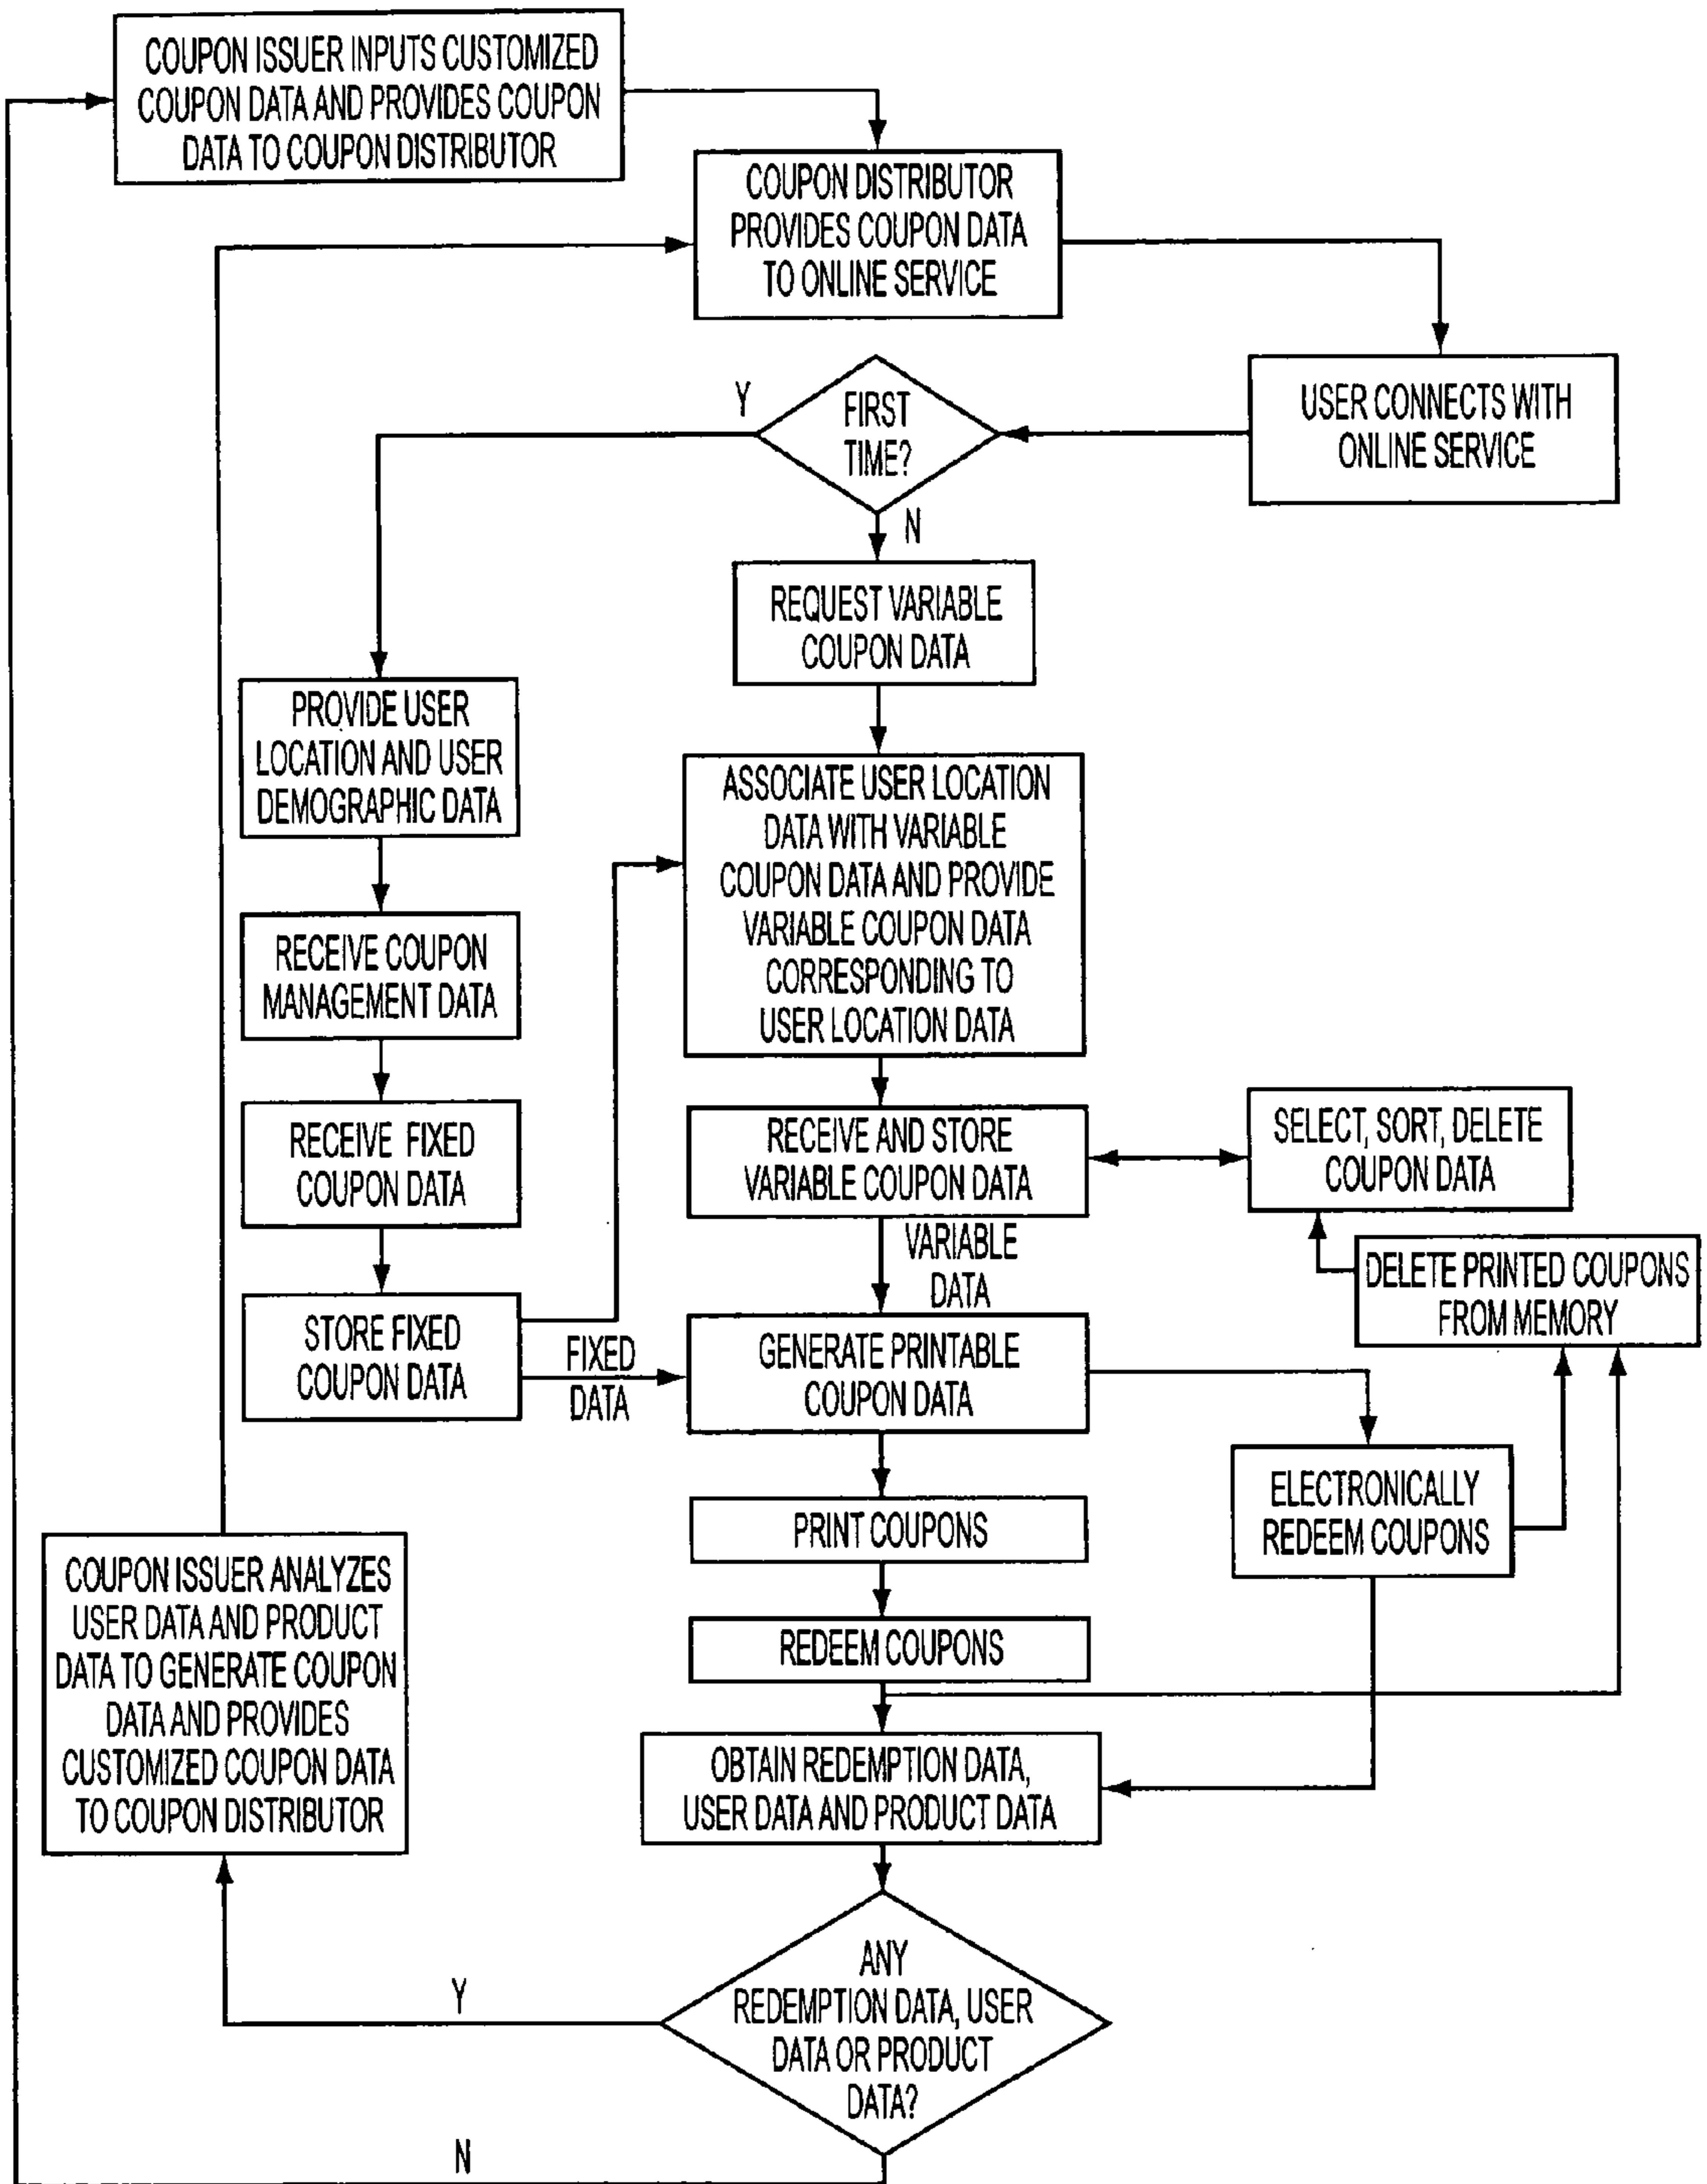 COUPON ISSUER INPUTS CUSTOMIZED
COUPON DATA AND PROVIDES COUPON
DATA TO COUPON DISTRIBUTOR
COUPON DISTRIBUTOR
PROVIDES COUPON DATA
TO ONLINE SERVICE
USER CONNECTS WITH
ONLINE SERVICE
FIRST
TIME?
Y
N
REQUEST VARIABLE
COUPON DATA
PROVIDE USER
LOCATION AND USER
DEMOGRAPHIC DATA
RECEIVE COUPON
MANAGEMENT DATA
RECEIVE FIXED
COUPON DATA
STORE FIXED
COUPON DATA
FIXED
DATA
ASSOCIATE USER LOCATION
DATA WITH VARIABLE
COUPON DATA AND PROVIDE
VARIABLE COUPON DATA
CORRESPONDING TO
USER LOCATION DATA
RECEIVE AND STORE
VARIABLE COUPON DATA
SELECT, SORT, DELETE
COUPON DATA
VARIABLE
DATA
DELETE PRINTED COUPONS
FROM MEMORY
GENERATE PRINTABLE
COUPON DATA
ELECTRONICALLY
REDEEM COUPONS
PRINT COUPONS
REDEEM COUPONS
OBTAIN REDEMPTION DATA,
USER DATA AND PRODUCT DATA
COUPON ISSUER ANALYZES
USER DATA AND PRODUCT
DATA TO GENERATE COUPON
DATA AND PROVIDES
CUSTOMIZED COUPON DATA
TO COUPON DISTRIBUTOR
ANY
REDEMPTION DATA, USER
DATA OR PRODUCT
DATA?
Y
N